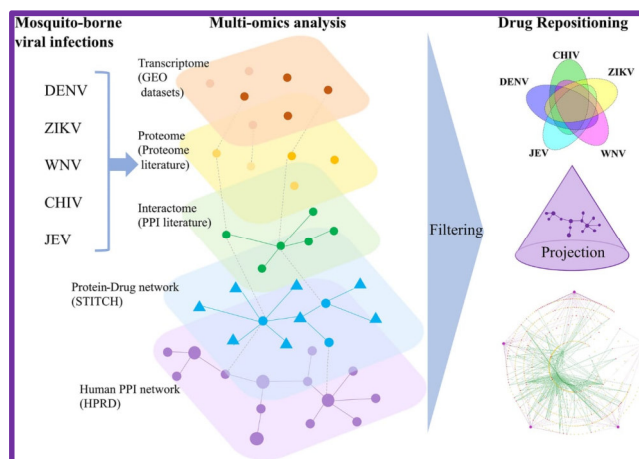 Mosquito-borne
viral infections
DENV
ZIKV
WNV
CHIV
JEV
Multi-omics analysis
Transcriptome
(GEO
datasets)
Proteome
(Proteome
literature)
Interactome
(PPI literature)
Protein-Drug network
(STITCH)
Human PPI network
(HPRD)
Filtering
Drug Repositioning
CHIV
ZIKV
DENV
JEV
WNV
Projection